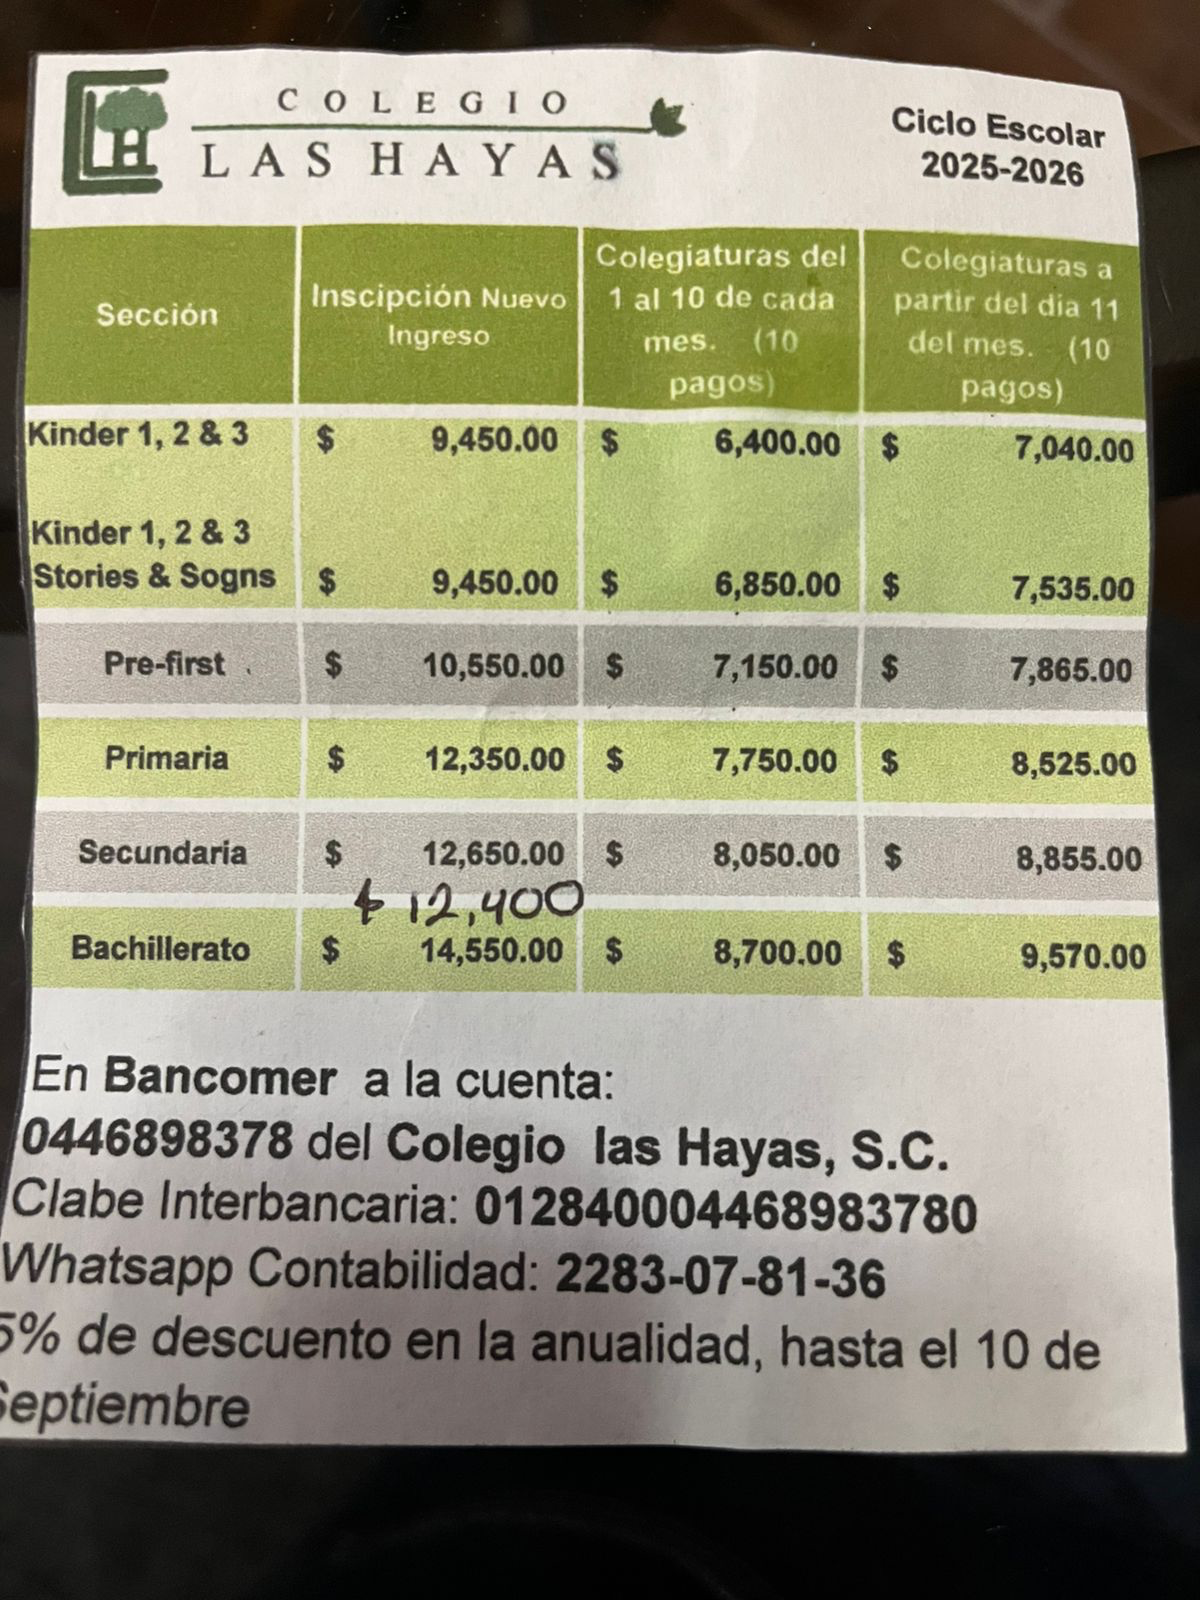 COLEGIO
LAS HAYAS
Ciclo Escolar
2025-2026
Sección
Inscipción Nuevo
Ingreso
Colegiaturas del
1 al 10 de cada
mes. (10
pagos)
Colegiaturas a
partir del dia 11
del mes. (10
pagos)
Kinder 1, 2 & 3 $ 9,450.00 $ 6,400.00 $ 7,040.00
Kinder 1, 2 & 3
Stories & Sogns $ 9,450.00 $ 6,850.00 $ 7,535.00
Pre-first $ 10,550.00 $ 7,150.00 $ 7,865.00
Primaria $ 12,350.00 $ 7,750.00 $ 8,525.00
Secundaria $ 12,650.00 $ 8,050.00 $ 8,855.00
$ 12,400
Bachillerato $ 14,550.00 $ 8,700.00 $ 9,570.00
En Bancomer a la cuenta:
0446898378 del Colegio las Hayas, S.C.
Clabe Interbancaria: 012840004468983780
Whatsapp Contabilidad: 2283-07-81-36
5% de descuento en la anualidad, hasta el 10 de
Septiembre